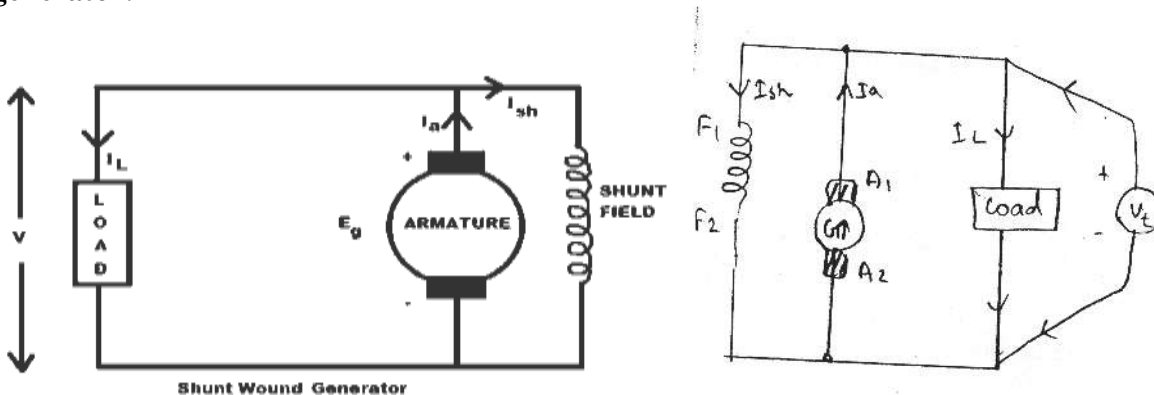 generator.
V
I_L
LOAD
I_a
I_sh
+
E_g
ARMATURE
-
SHUNT
FIELD
Shunt Wound Generator
I_sh
F1
F2
I_a
A1
A2
I_L
Load
+
V_t
-